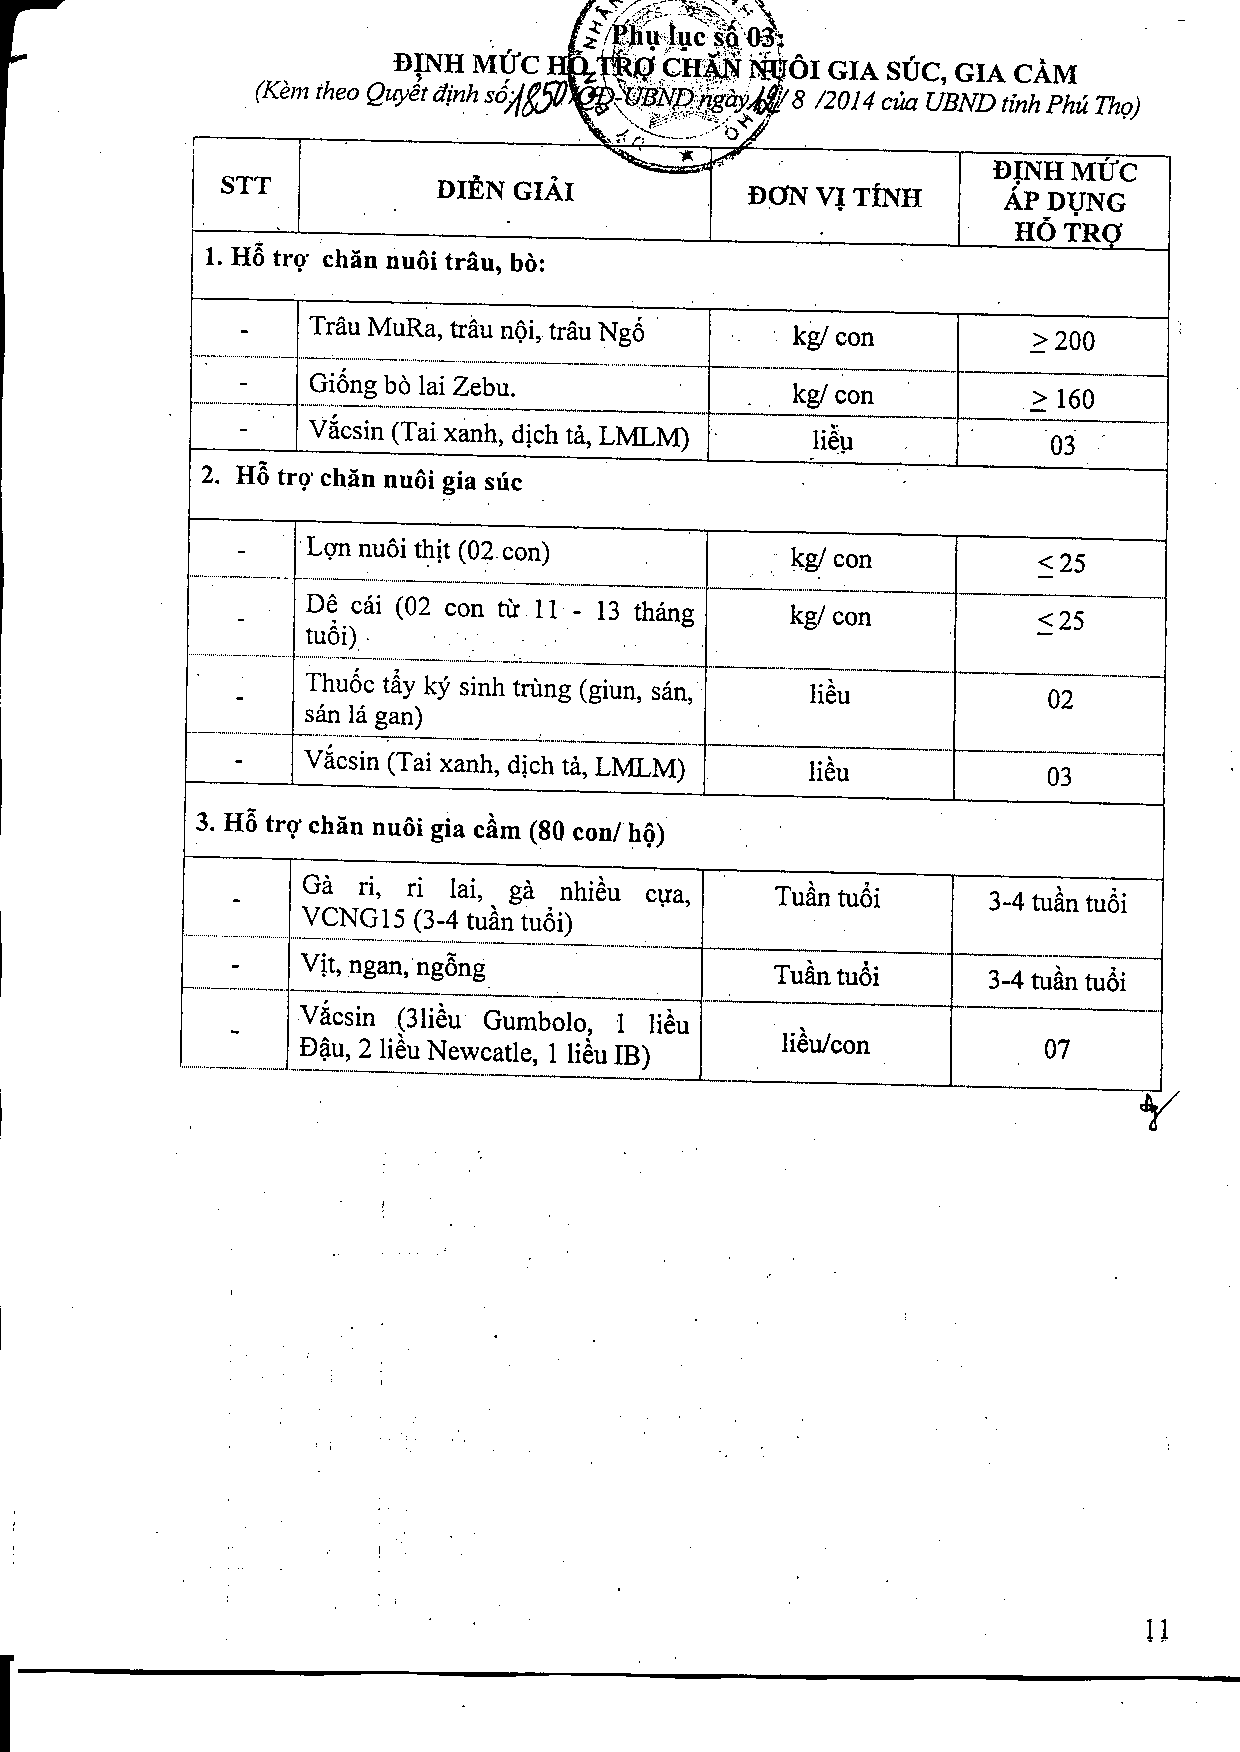 Phụ lục số 03:
ĐỊNH MỨC HỖ TRỢ CHĂN NUÔI GIA SÚC, GIA CẦM
(Kèm theo Quyết định số:1850/QĐ-UBND ngày / 8 /2014 của UBND tỉnh Phú Thọ)
STT
DIỄN GIẢI
ĐƠN VỊ TÍNH
ĐỊNH MỨC
ÁP DỤNG
HỖ TRỢ
1. Hỗ trợ chăn nuôi trâu, bò:
- Trâu MuRa, trâu nội, trâu Ngố kg/ con ≥ 200
- Giống bò lai Zebu. kg/ con ≥ 160
- Vắcsin (Tai xanh, dịch tả, LMLM) liều 03
2. Hỗ trợ chăn nuôi gia súc
- Lợn nuôi thịt (02 con) kg/ con ≤ 25
- Dê cái (02 con từ 11 - 13 tháng kg/ con ≤ 25
tuổi)
- Thuốc tẩy ký sinh trùng (giun, sán, liều 02
sán lá gan)
- Vắcsin (Tai xanh, dịch tả, LMLM) liều 03
3. Hỗ trợ chăn nuôi gia cầm (80 con/ hộ)
- Gà ri, ri lai, gà nhiều cựa, Tuần tuổi 3-4 tuần tuổi
VCNG15 (3-4 tuần tuổi)
- Vịt, ngan, ngỗng Tuần tuổi 3-4 tuần tuổi
- Vắcsin (3liều Gumbolo, 1 liều liều/con 07
Đậu, 2 liều Newcatle, 1 liều IB)
11